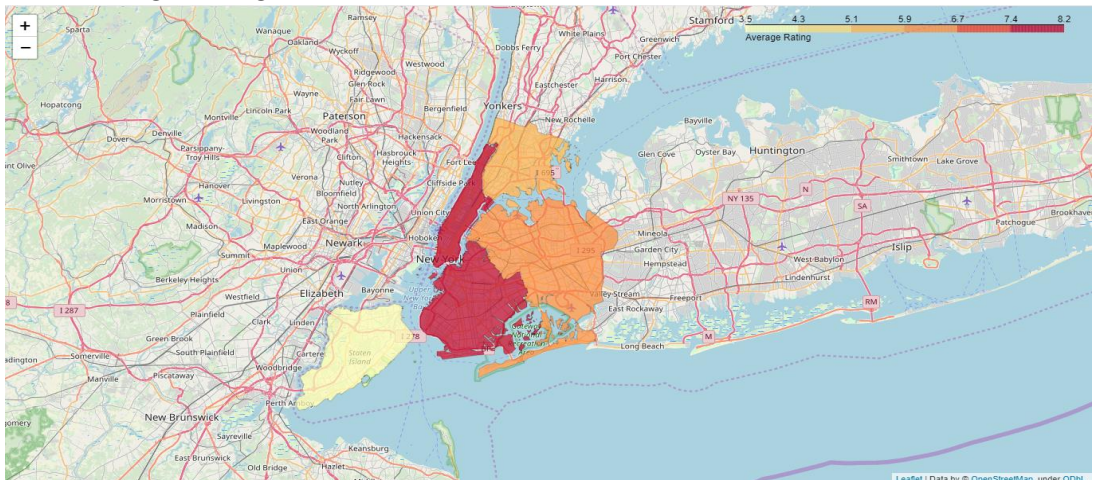 +
−
3.5 4.3 5.1 5.9 6.7 7.4 8.2
Average Rating
Sparta
Wanaque
Ramsey
Oakland
Wyckoff
Westwood
Dobbs Ferry
White Plains
Greenwich
Stamford
Port Chester
Harrison
Eastchester
Ridgewood
Glen Rock
Fair Lawn
Hopatcong
Lincoln Park
Montville
Wayne
Paterson
Bergenfield
Yonkers
New Rochelle
Bayville
Denville
Dover
Woodland Park
Hackensack
Parsippany-Troy Hills
Clifton
Hasbrouck Heights
Fort Lee
Glen Cove
Oyster Bay
Huntington
Smithtown
Lake Grove
Hanover
Verona
Nutley
Bloomfield
Cliffside Park
I 695
Morristown
Livingston
North Arlington
Union City
NY 135
N
SA
Madison
East Orange
Hoboken
Mineola
Brookhaven
Patchogue
Summit
Maplewood
Newark
New York
I 295
Garden City
Hempstead
West Babylon
Islip
Union
Lindenhurst
Berkeley Heights
Elizabeth
Bayonne
Valley Stream
Freeport
East Rockaway
RM
I 287
Westfield
Plainfield
Clark
Linden
I 278
M
Long Beach
Green Brook
South Plainfield
Carteret
Staten Island
Somerville
Woodbridge
Manville
Piscataway
Perth Amboy
New Brunswick
Sayreville
Keansburg
East Brunswick
Old Bridge
Hazlet
Leaflet | Data by © OpenStreetMap, under ODbL.